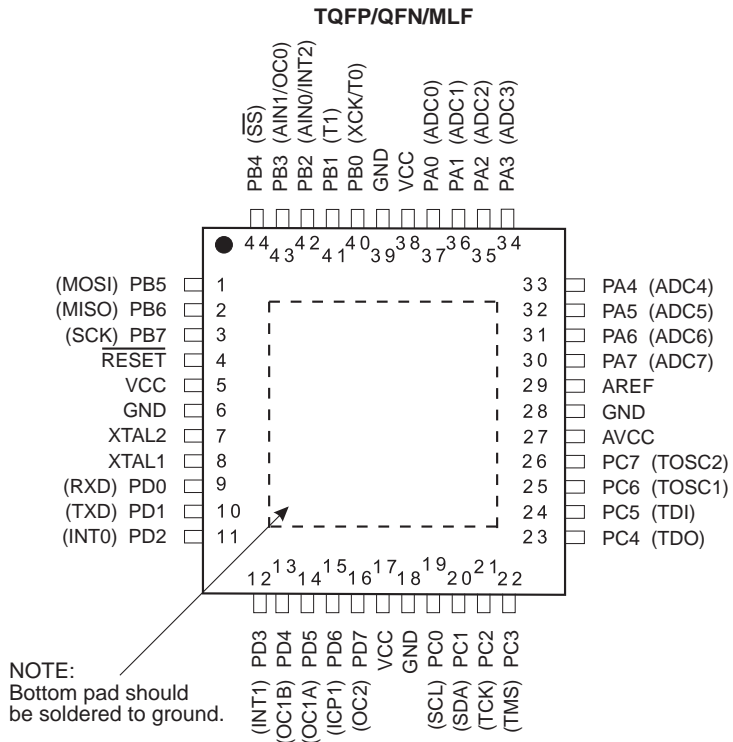 TQFP/QFN/MLF
PB4 (SS)
PB3 (AIN1/OC0)
PB2 (AIN0/INT2)
PB1 (T1)
PB0 (XCK/T0)
GND
VCC
PA0 (ADC0)
PA1 (ADC1)
PA2 (ADC2)
PA3 (ADC3)
44 43 42 41 40 39 38 37 36 35 34
(MOSI) PB5 1
(MISO) PB6 2
(SCK) PB7 3
RESET 4
VCC 5
GND 6
XTAL2 7
XTAL1 8
(RXD) PD0 9
(TXD) PD1 10
(INT0) PD2 11
33 PA4 (ADC4)
32 PA5 (ADC5)
31 PA6 (ADC6)
30 PA7 (ADC7)
29 AREF
28 GND
27 AVCC
26 PC7 (TOSC2)
25 PC6 (TOSC1)
24 PC5 (TDI)
23 PC4 (TDO)
12 13 14 15 16 17 18 19 20 21 22
(INT1) PD3
(OC1B) PD4
(OC1A) PD5
(ICP1) PD6
(OC2) PD7
VCC
GND
(SCL) PC0
(SDA) PC1
(TCK) PC2
(TMS) PC3
NOTE:
Bottom pad should
be soldered to ground.